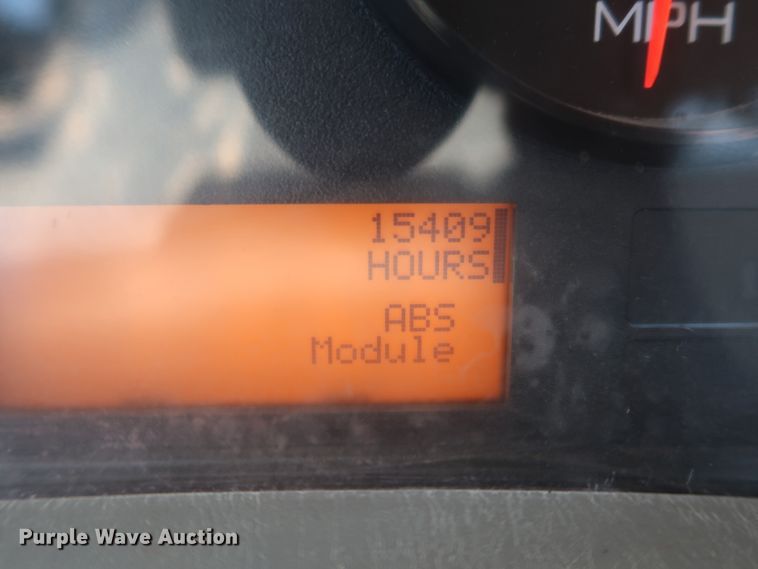 MPH
15409
HOURS
ABS
Module
Purple Wave Auction